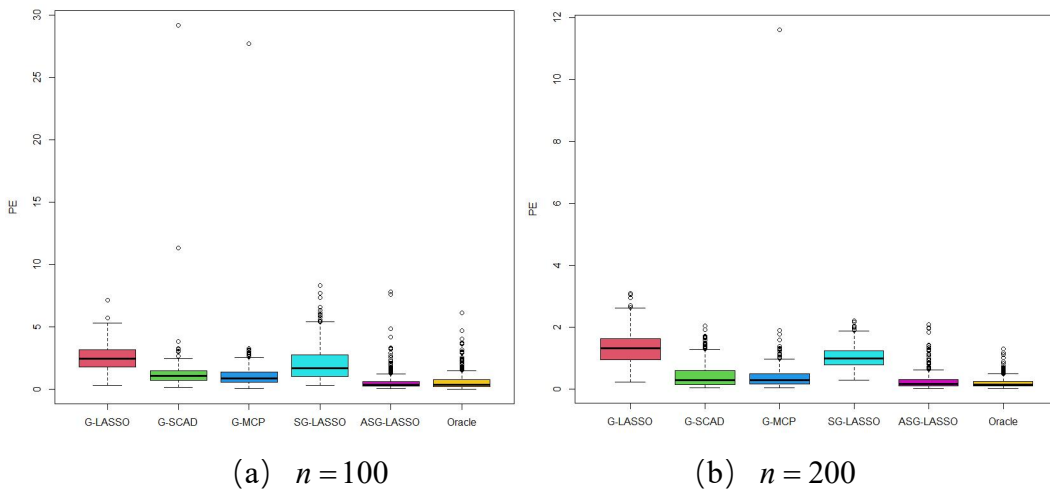 30
25
20
15
10
5
0
PE
G-LASSO G-SCAD G-MCP SG-LASSO ASG-LASSO Oracle
(a) n = 100
12
10
8
6
4
2
0
PE
G-LASSO G-SCAD G-MCP SG-LASSO ASG-LASSO Oracle
(b) n = 200